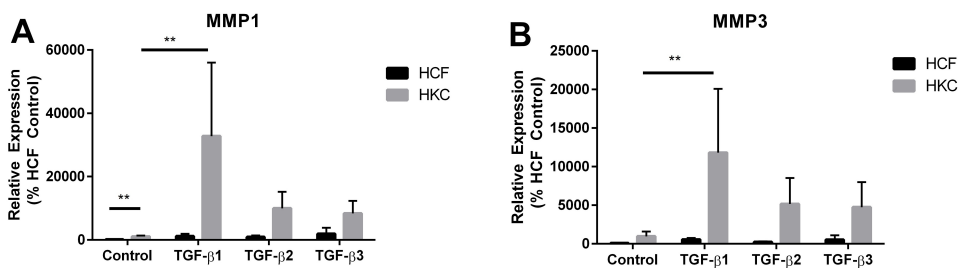 A
MMP1
Relative Expression
(% HCF Control)
60000
40000
20000
0
**
**
HCF
HKC
Control
TGF-β1
TGF-β2
TGF-β3
B
MMP3
Relative Expression
(% HCF Control)
25000
20000
15000
10000
5000
0
**
HCF
HKC
Control
TGF-β1
TGF-β2
TGF-β3